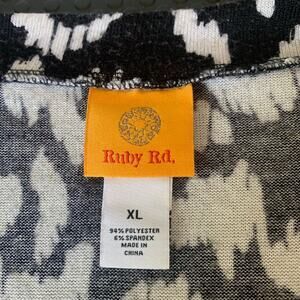 Ruby Rd.
XL
94% POLYESTER
6% SPANDEX
MADE IN
CHINA